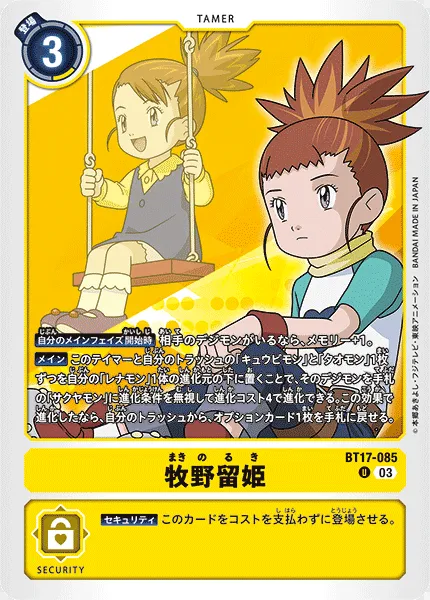 TAMER
登場
3
自分のメインフェイズ開始時 相手のデジモンがいるなら、メモリー+1。
メイン このテイマーと自分のトラッシュの「キュウビモン」と「タオモン」1枚
ずつを自分の「レナモン」1体の進化元の下に置くことで、そのデジモンを手札
の「サクヤモン」に進化条件を無視して進化コスト4で進化できる。この効果で
進化したなら、自分のトラッシュから、オプションカード1枚を手札に戻せる。
まきのるき
牧野留姫
BT17-085
U 03
セキュリティ このカードをコストを支払わずに登場させる。
SECURITY
©本郷あきよし・フジテレビ・東映アニメーション BANDAI MADE IN JAPAN